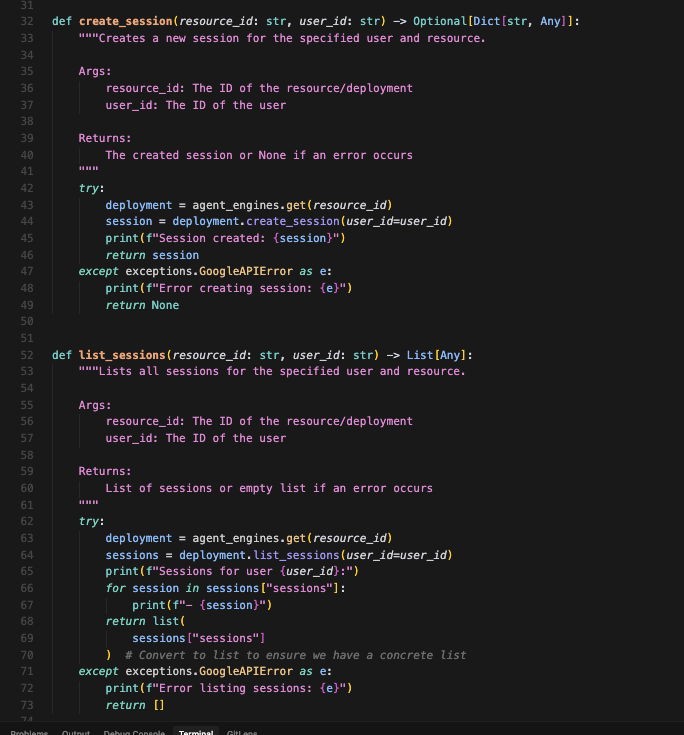 31
32 def create_session(resource_id: str, user_id: str) -> Optional[Dict[str, Any]]:
33     """Creates a new session for the specified user and resource.
34
35     Args:
36         resource_id: The ID of the resource/deployment
37         user_id: The ID of the user
38
39     Returns:
40         The created session or None if an error occurs
41     """
42     try:
43         deployment = agent_engines.get(resource_id)
44         session = deployment.create_session(user_id=user_id)
45         print(f"Session created: {session}")
46         return session
47     except exceptions.GoogleAPIError as e:
48         print(f"Error creating session: {e}")
49         return None
50
51
52 def list_sessions(resource_id: str, user_id: str) -> List[Any]:
53     """Lists all sessions for the specified user and resource.
54
55     Args:
56         resource_id: The ID of the resource/deployment
57         user_id: The ID of the user
58
59     Returns:
60         List of sessions or empty list if an error occurs
61     """
62     try:
63         deployment = agent_engines.get(resource_id)
64         sessions = deployment.list_sessions(user_id=user_id)
65         print(f"Sessions for user {user_id}:")
66         for session in sessions["sessions"]:
67             print(f"- {session}")
68         return list(
69             sessions["sessions"]
70         )  # Convert to list to ensure we have a concrete list
71     except exceptions.GoogleAPIError as e:
72         print(f"Error listing sessions: {e}")
73         return []
74
Problems Output Debug Console Terminal GitLens